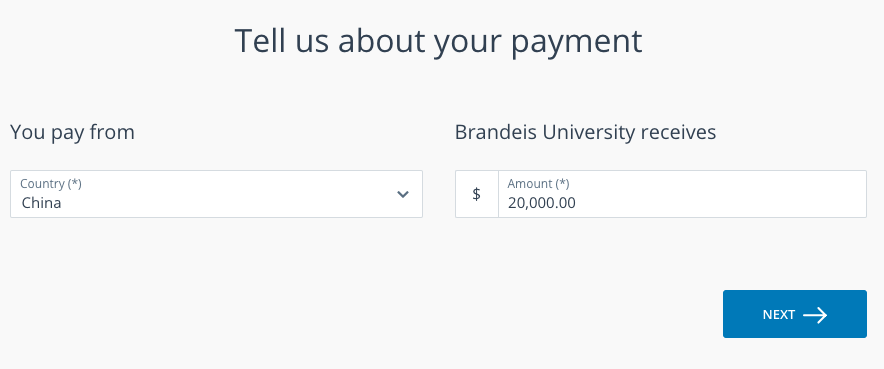 Tell us about your payment
You pay from
Brandeis University receives
Country (*)
China
$
Amount (*)
20,000.00
NEXT